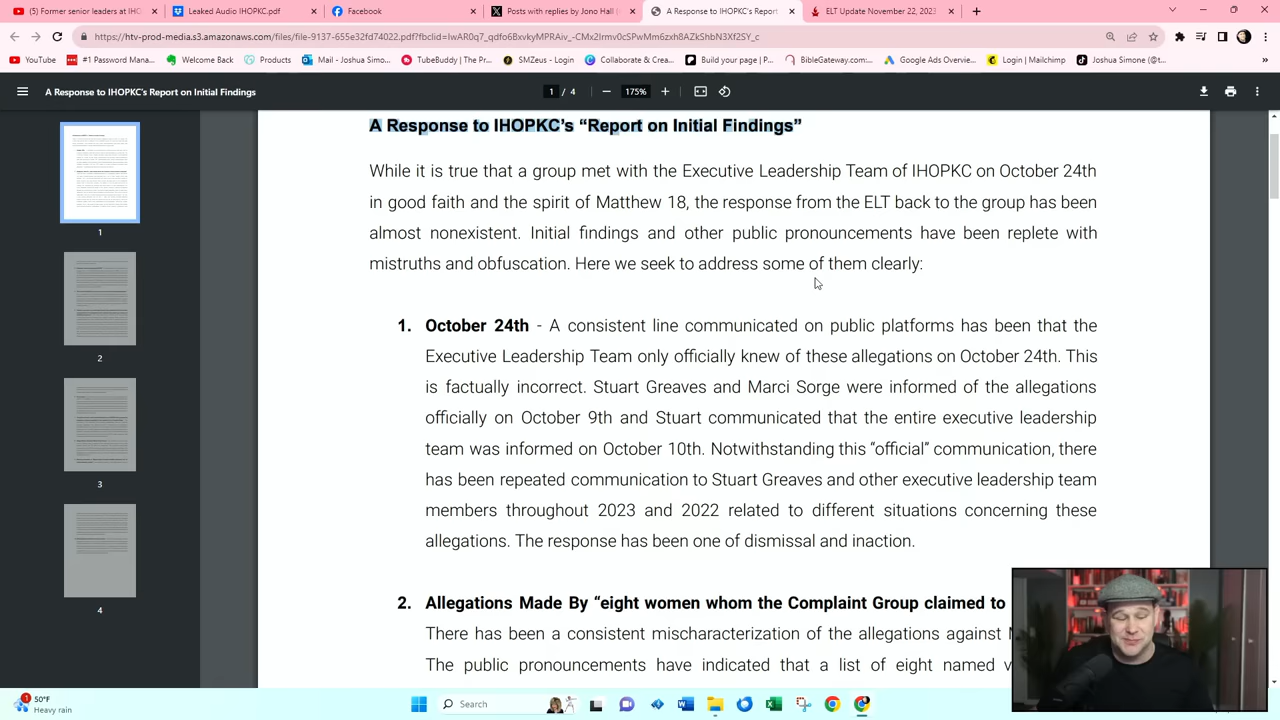 (5) Former senior leaders at IHC
Leaked Audio IHOPKC.pdf
Facebook
Posts with replies by Jono Hall (
A Response to IHOPKC's Report
ELT Update November 22, 2023
https://htv-prod-media.s3.amazonaws.com/files/file-9137-655e32fd74022.pdf?fbclid=IwAR0q7_qdfo6BxvkyMPRAiv_-CMx2Irmv0cSPwMm6zxh8AZkShbN3Xf2SY_c
YouTube
#1 Password Mana...
Welcome Back
Products
Mail - Joshua Simo...
TubeBuddy | The Pr...
SMZeus - Login
Collaborate & Crea...
Build your page | P...
BibleGateway.com:...
Google Ads Overvie...
Login | Mailchimp
Joshua Simone (@t...
»
A Response to IHOPKC's Report on Initial Findings
1 / 4
175%
A Response to IHOPKC’s “Report on Initial Findings”
While it is true that a group met with the Executive Leadership Team of IHOPKC on October 24th
in good faith and the spirit of Matthew 18, the response from the ELT back to the group has been
almost nonexistent. Initial findings and other public pronouncements have been replete with
mistruths and obfuscation. Here we seek to address some of them clearly:
1. October 24th - A consistent line communicated on public platforms has been that the
Executive Leadership Team only officially knew of these allegations on October 24th. This
is factually incorrect. Stuart Greaves and Marci Sorge were informed of the allegations
officially on October 9th and Stuart communicated that the entire executive leadership
team was informed on October 10th. Notwithstanding this “official” communication, there
has been repeated communication to Stuart Greaves and other executive leadership team
members throughout 2023 and 2022 related to different situations concerning these
allegations. The response has been one of dismissal and inaction.
2. Allegations Made By “eight women whom the Complaint Group claimed to
There has been a consistent mischaracterization of the allegations against
The public pronouncements have indicated that a list of eight named
1
2
3
4
1
50°F
Heavy rain
Search